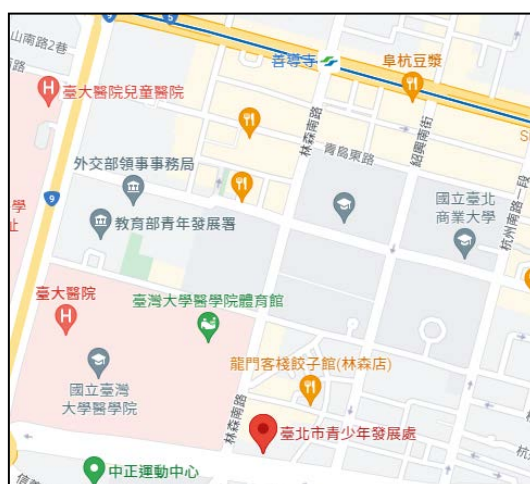 9
5
5
山南路2巷
善導寺
阜杭豆漿
臺大醫院兒童醫院
林森南路
青島東路
紹興南街
外交部領事事務局
9
國立臺北
商業大學
杭州南路一段
教育部青年發展署
臺大醫院
臺灣大學醫學院體育館
國立臺灣
大學醫學院
龍門客棧餃子館(林森店)
林森南路
臺北市青少年發展處
中正運動中心